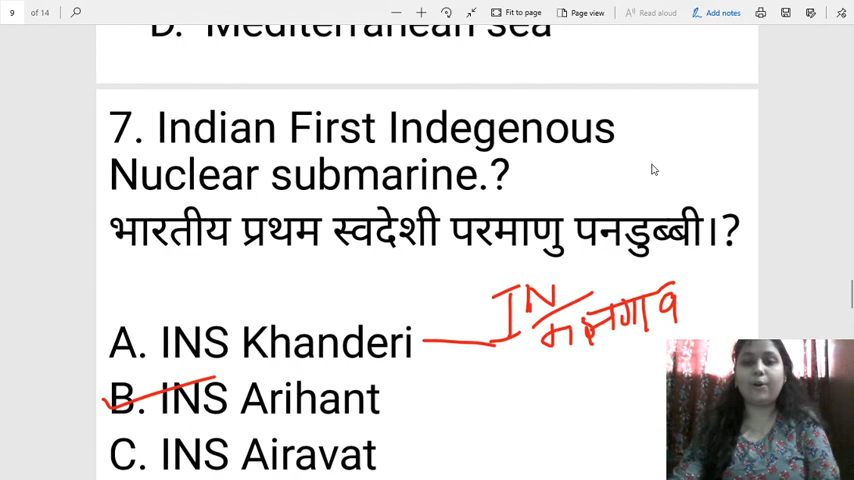 9 of 14 Fit to page Page view Read aloud Add notes
D. Mediterranean sea
7. Indian First Indegenous
Nuclear submarine.?
भारतीय प्रथम स्वदेशी परमाणु पनडुब्बी।?
IN
मझगाव
A. INS Khanderi
B. INS Arihant
C. INS Airavat